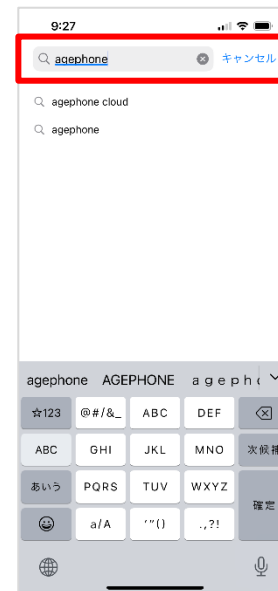 9:27
agephone キャンセル
agephone cloud
agephone
agephone AGEPHONE ａｇｅｐｈ
☆123 @#/&_ ABC DEF
ABC GHI JKL MNO 次候補
あいう PQRS TUV WXYZ 確定
a/A '"() .,?!